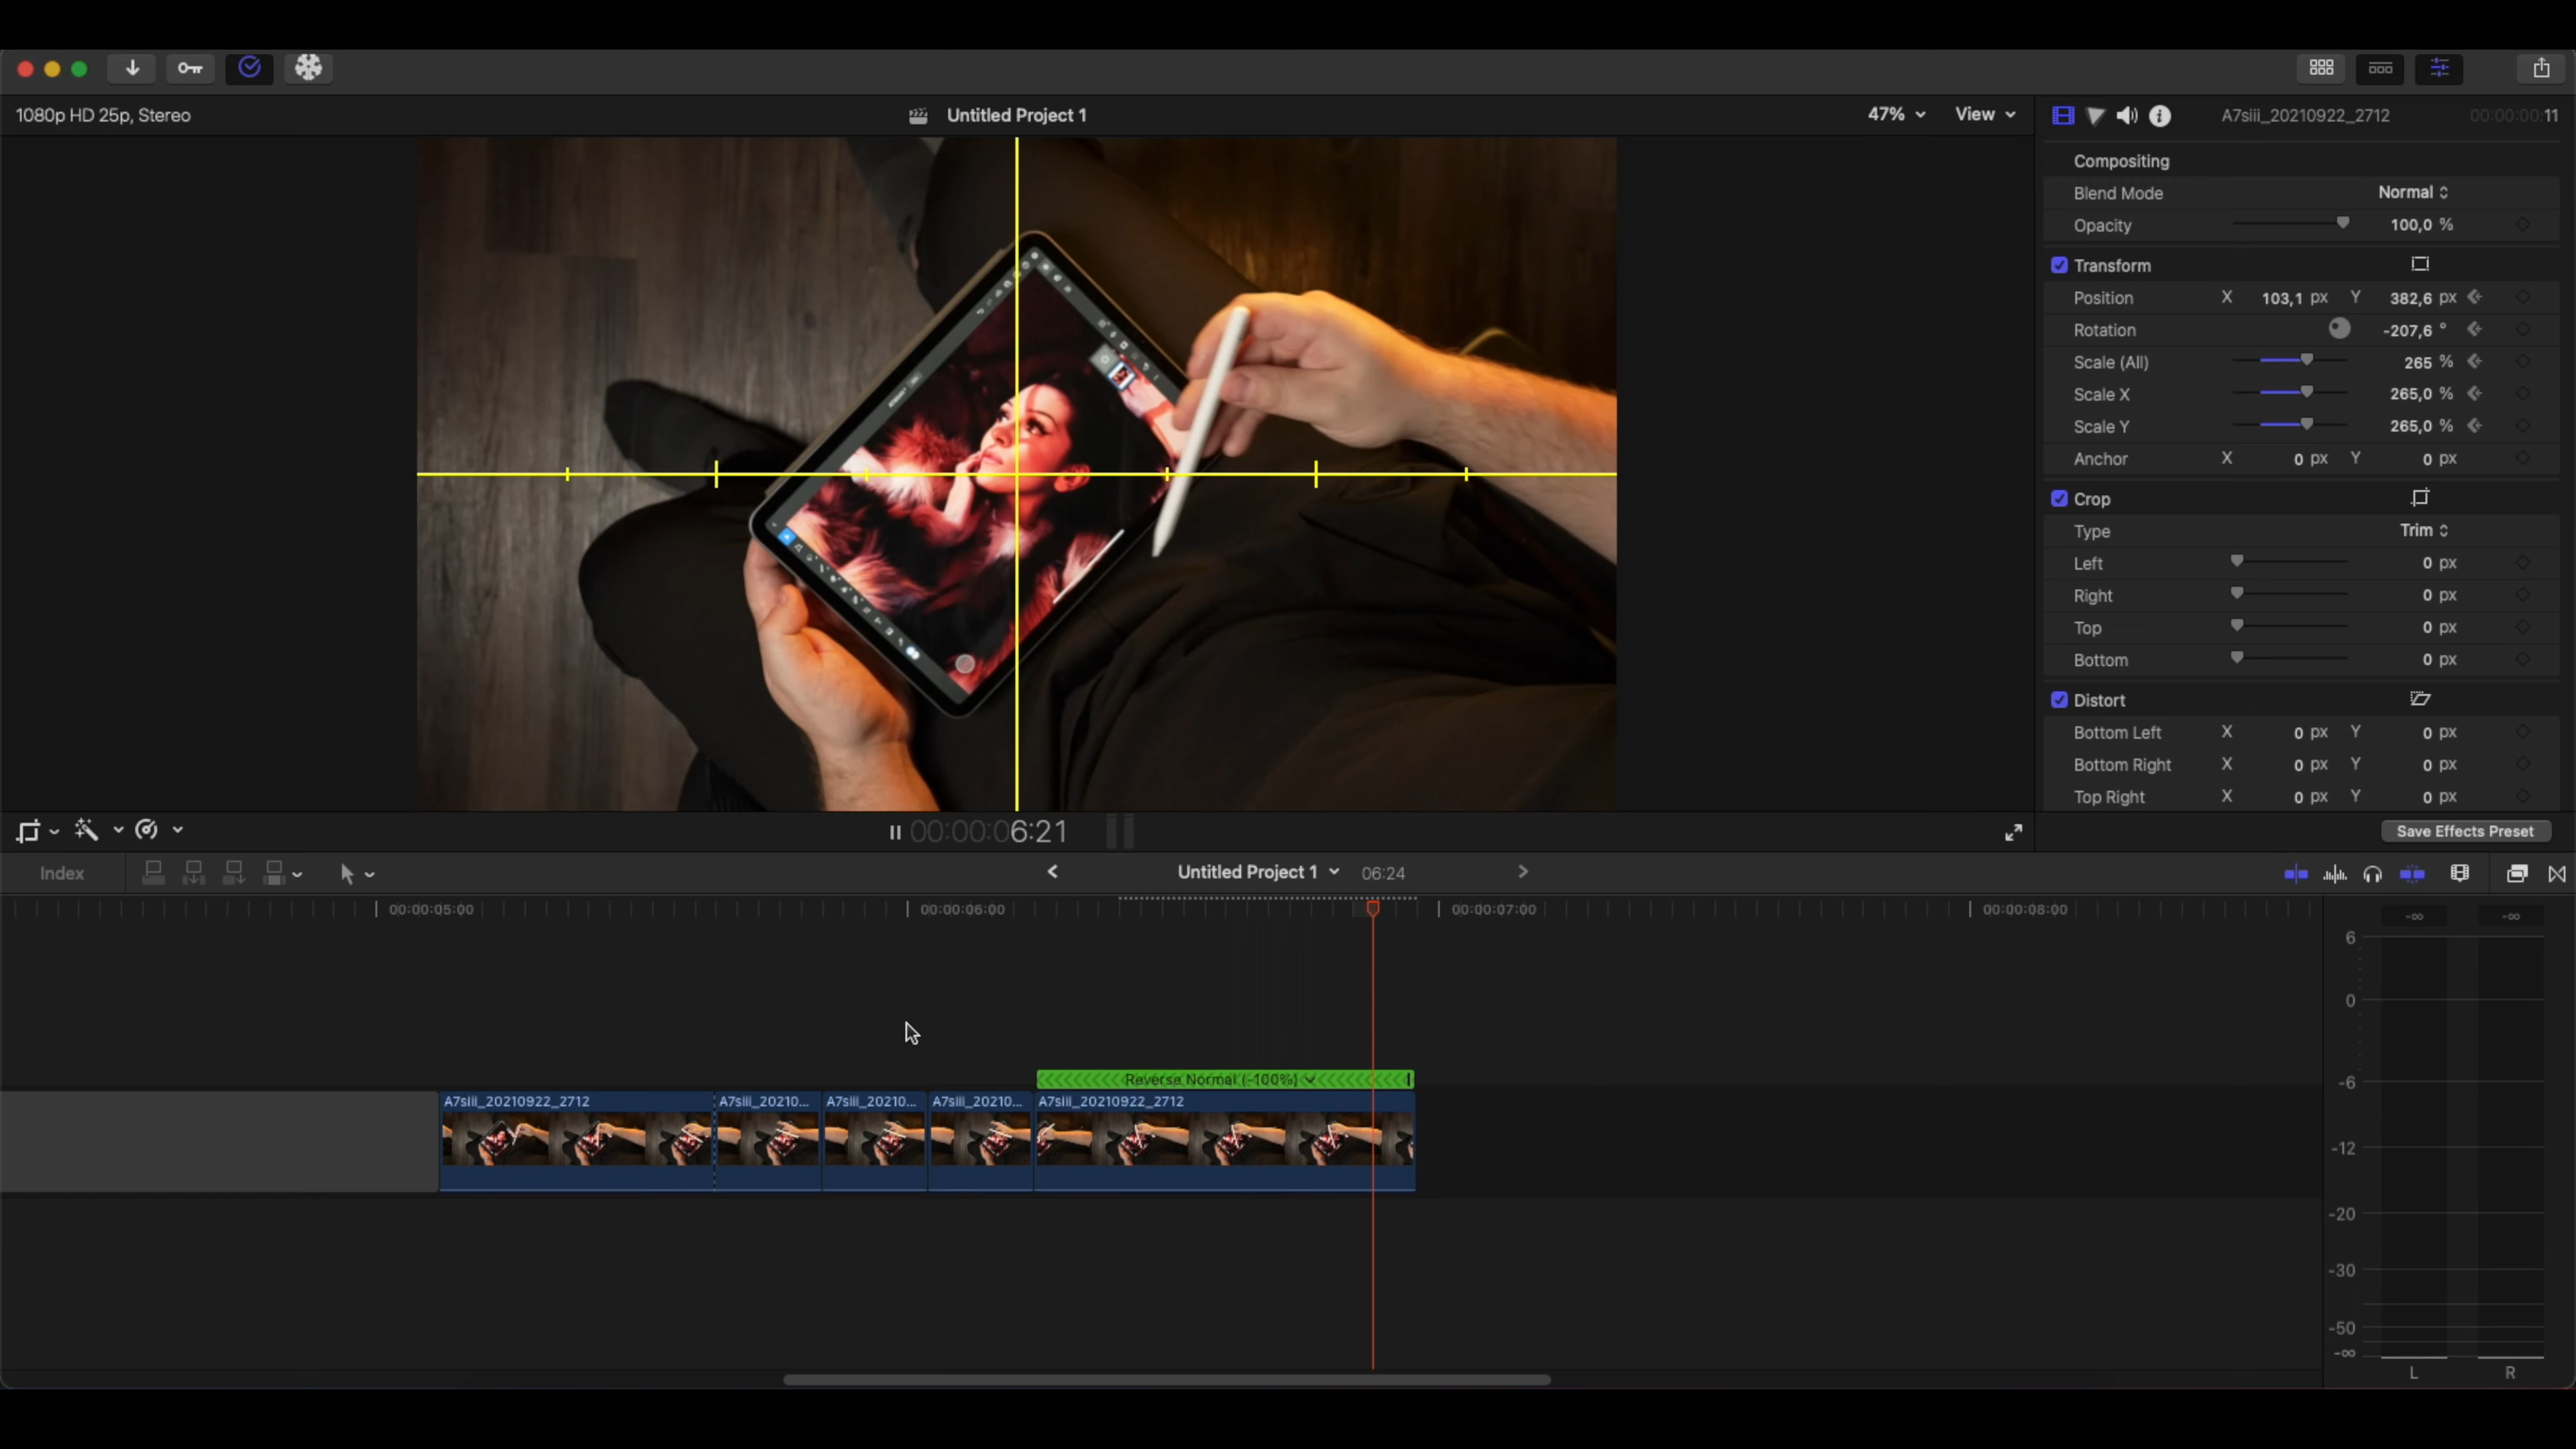 1080p HD 25p, Stereo
Untitled Project 1
47%
View
A7siii_20210922_2712
00:00:00:11
Compositing
Blend Mode Normal
Opacity 100,0 %
Transform
Position X 103,1 px Y 382,6 px
Rotation -207,6 °
Scale (All) 265 %
Scale X 265,0 %
Scale Y 265,0 %
Anchor X 0 px Y 0 px
Crop
Type Trim
Left 0 px
Right 0 px
Top 0 px
Bottom 0 px
Distort
Bottom Left X 0 px Y 0 px
Bottom Right X 0 px Y 0 px
Top Right X 0 px Y 0 px
00:00:06:21
Save Effects Preset
Index
Untitled Project 1
06:24
00:00:05:00
00:00:06:00
00:00:07:00
00:00:08:00
-∞ -∞
Reverse Normal (-100%)
A7siii_20210922_2712
A7siii_20210...
A7siii_20210...
A7siii_20210...
A7siii_20210922_2712
6
0
-6
-12
-20
-30
-50
-∞
L R